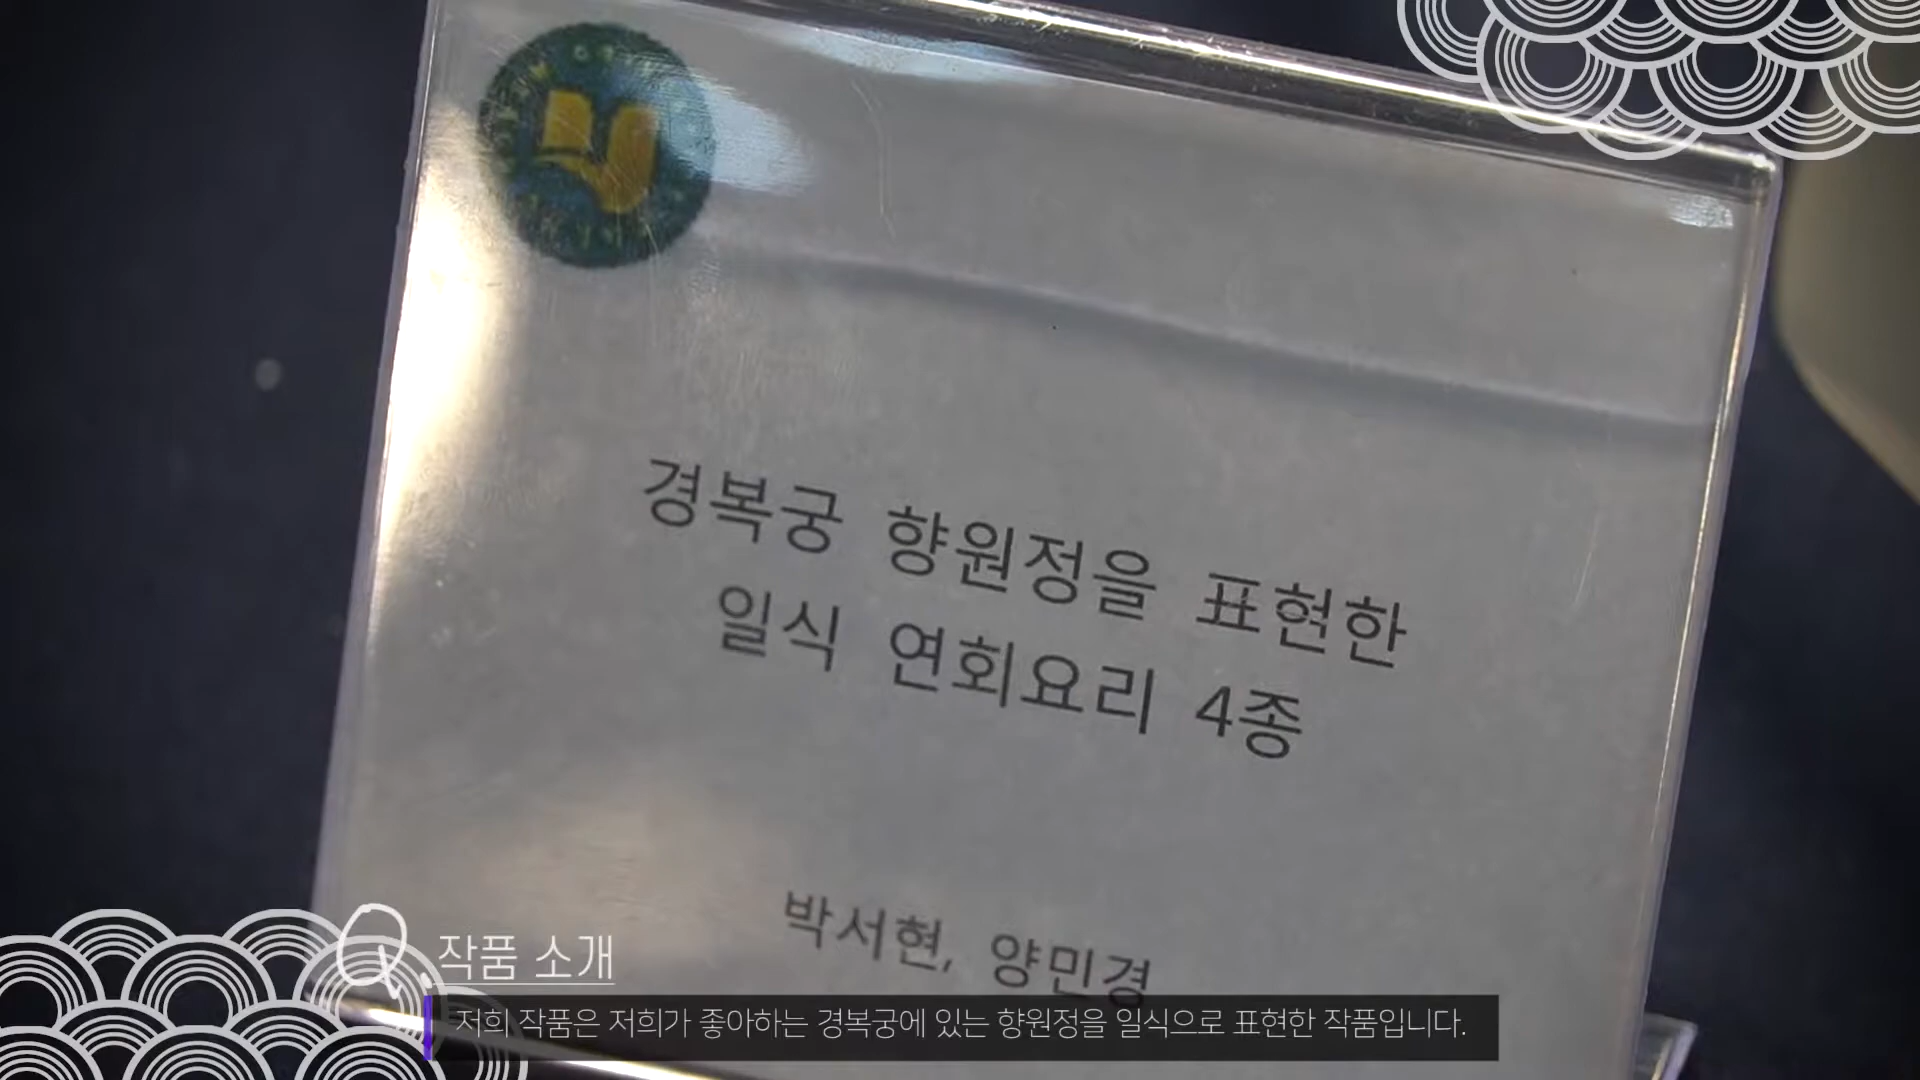 경복궁 향원정을 표현한
일식 연회요리 4종
박서현, 양민경
Q. 작품 소개
저희 작품은 저희가 좋아하는 경복궁에 있는 향원정을 일식으로 표현한 작품입니다.